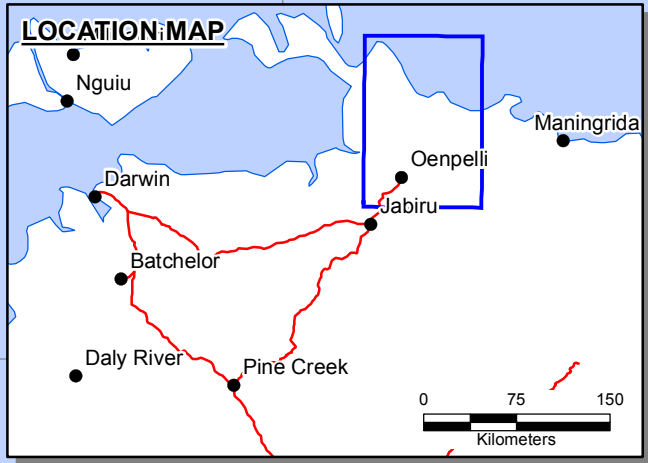 LOCATION MAP
Nguiu
Maningrida
Oenpelli
Darwin
Jabiru
Batchelor
Daly River
Pine Creek
0 75 150
Kilometers